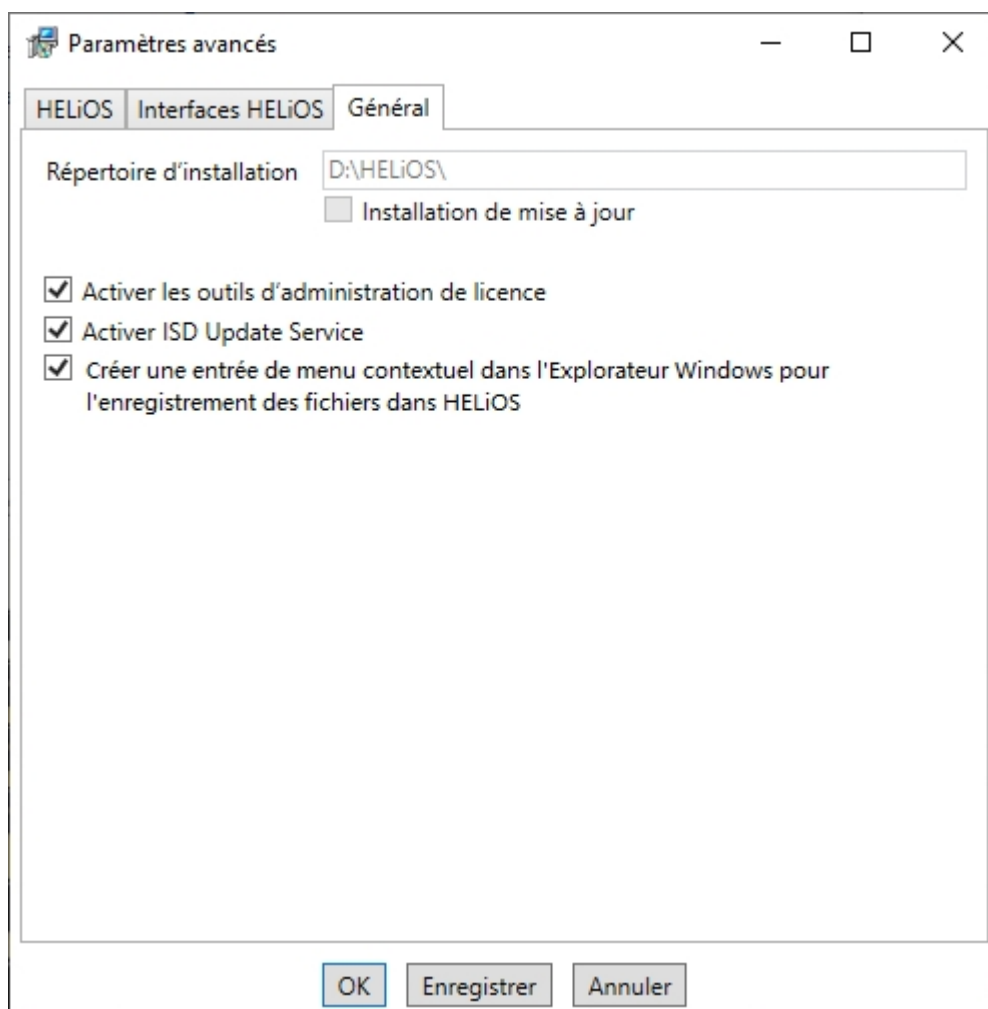 Paramètres avancés
HELiOS
Interfaces HELiOS
Général
Répertoire d’installation
D:\HELiOS\
Installation de mise à jour
Activer les outils d’administration de licence
Activer ISD Update Service
Créer une entrée de menu contextuel dans l'Explorateur Windows pour
l'enregistrement des fichiers dans HELiOS
OK
Enregistrer
Annuler